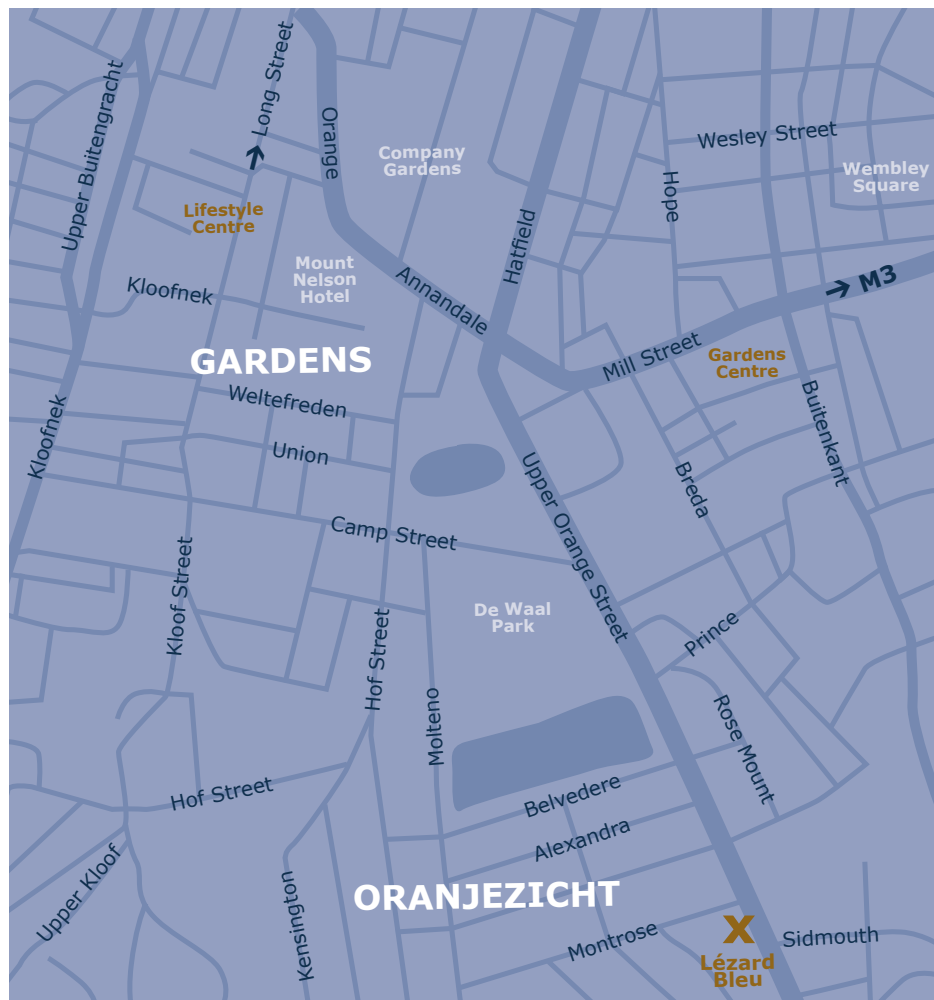 Long Street
Upper Buitengracht
Orange
Company
Gardens
Wesley Street
Wembley
Square
Hope
Lifestyle
Centre
Hatfield
Kloofnek
Mount
Nelson
Hotel
Annandale
→ M3
GARDENS
Mill Street
Gardens
Centre
Weltefreden
Buitenkant
Kloofnek
Union
Upper Orange Street
Breda
Camp Street
Kloof Street
De Waal
Park
Prince
Hof Street
Molteno
Rose Mount
Hof Street
Belvedere
Alexandra
Upper Kloof
ORANJEZICHT
Kensington
Montrose
X
Sidmouth
Lézard
Bleu